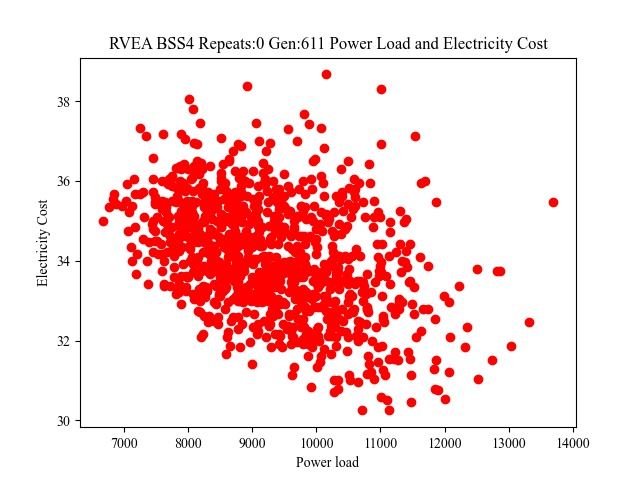 RVEA BSS4 Repeats:0 Gen:611 Power Load and Electricity Cost
Electricity Cost
38
36
34
32
30
7000 8000 9000 10000 11000 12000 13000 14000
Power load